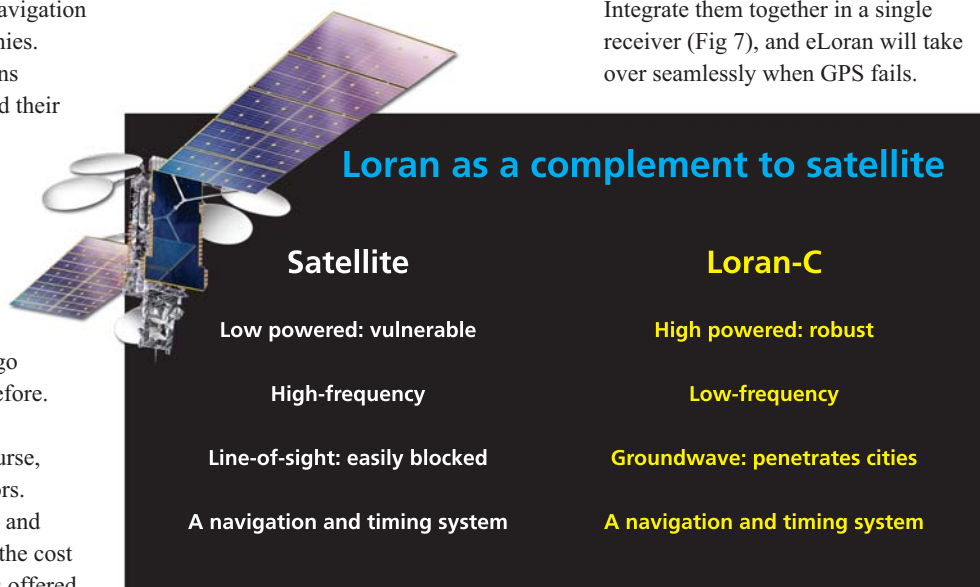 avigation
nies.
ns
d their
go
efore.
urse,
ors.
and
the cost
offered
Integrate them together in a single
receiver (Fig 7), and eLoran will take
over seamlessly when GPS fails.
Loran as a complement to satellite
Satellite Loran-C
Low powered: vulnerable High powered: robust
High-frequency Low-frequency
Line-of-sight: easily blocked Groundwave: penetrates cities
A navigation and timing system A navigation and timing system